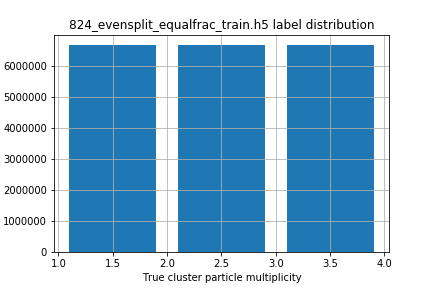 824_evensplit_equalfrac_train.h5 label distribution
6000000
5000000
4000000
3000000
2000000
1000000
0
1.0 1.5 2.0 2.5 3.0 3.5 4.0
True cluster particle multiplicity